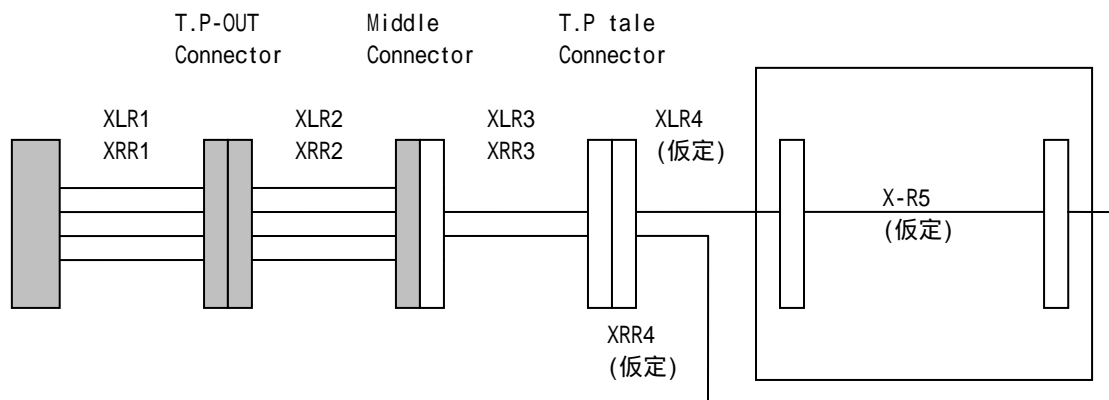 T.P-OUT
Connector
Middle
Connector
T.P tale
Connector
XLR1
XRR1
XLR2
XRR2
XLR3
XRR3
XLR4
(仮定)
X-R5
(仮定)
XRR4
(仮定)